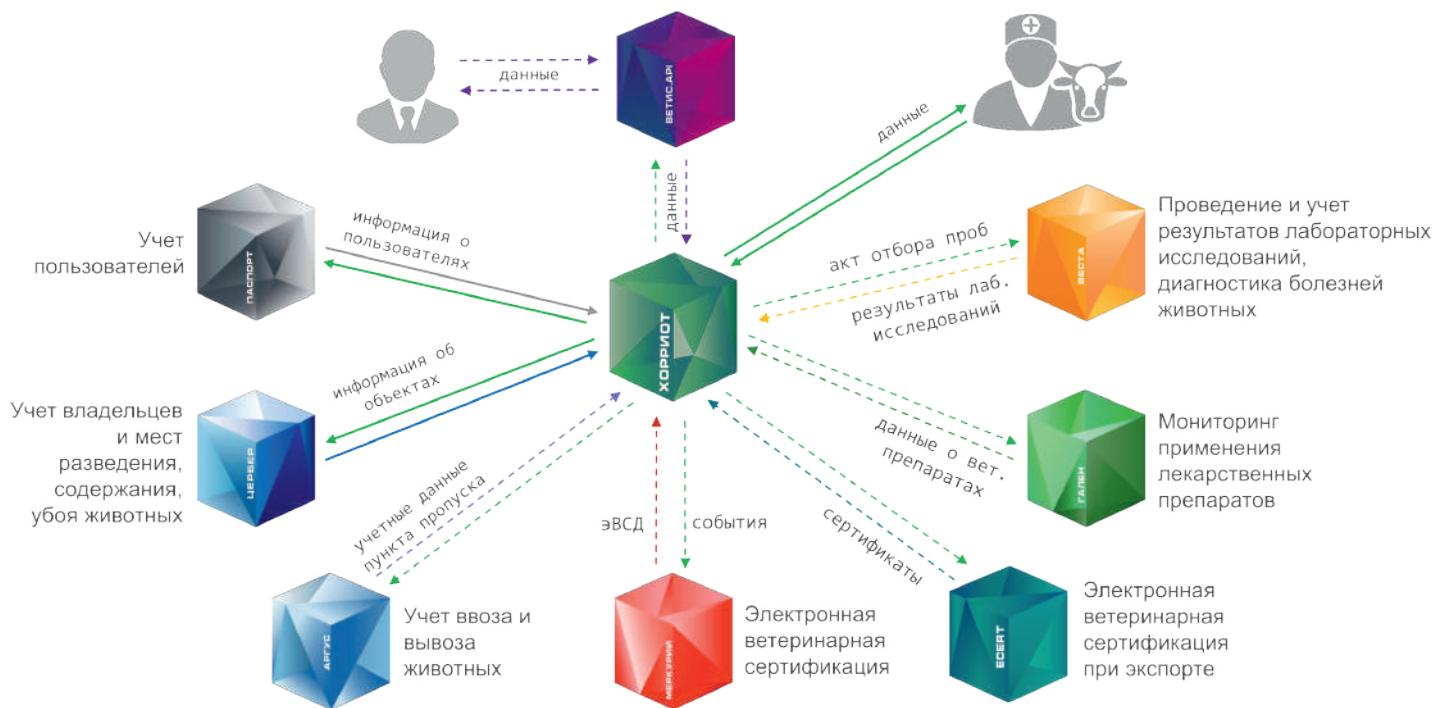 данные
ВЕТИС.API
данные
данные
Учет
пользователей
ПАСПОРТ
информация о
пользователях
ХОРРИОТ
акт отбора проб
результаты лаб.
исследований
ВЕСТА
Проведение и учет
результатов лабораторных
исследований,
диагностика болезней
животных
Учет владельцев
и мест
разведения,
содержания,
убоя животных
ЦЕРБЕР
информация об
объектах
данные о вет.
препаратах
ГАЛЕН
Мониторинг
применения
лекарственных
препаратов
учетные данные
пункта пропуска
эВСД
события
сертификаты
АРГУС
Учет ввоза и
вывоза
животных
МЕРКУРИЙ
Электронная
ветеринарная
сертификация
ECERT
Электронная
ветеринарная
сертификация
при экспорте